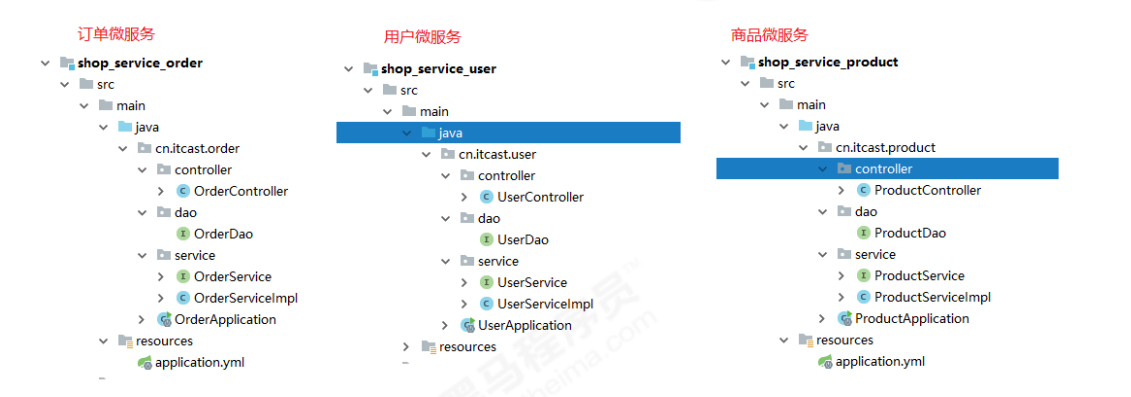 订单微服务
shop_service_order
src
main
java
cn.itcast.order
controller
OrderController
dao
OrderDao
service
OrderService
OrderServiceImpl
OrderApplication
resources
application.yml
用户微服务
shop_service_user
src
main
java
cn.itcast.user
controller
UserController
dao
UserDao
service
UserService
UserServiceImpl
UserApplication
resources
商品微服务
shop_service_product
src
main
java
cn.itcast.product
controller
ProductController
dao
ProductDao
service
ProductService
ProductServiceImpl
ProductApplication
resources
application.yml
黑马程序员™